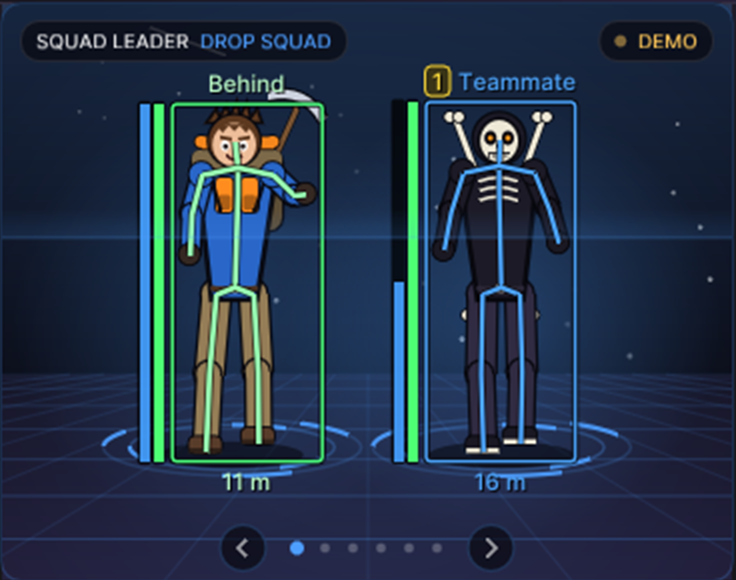 SQUAD LEADER DROP SQUAD
DEMO
Behind
1 Teammate
11 m
16 m